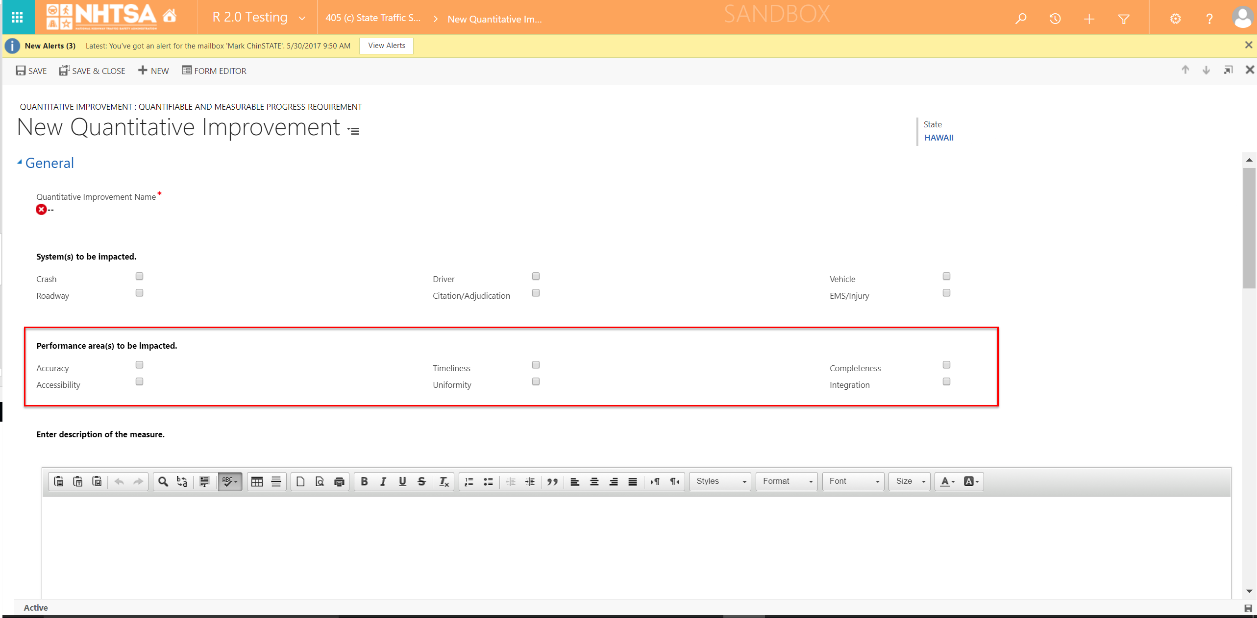 NHTSA R 2.0 Testing 405 (c) State Traffic S... New Quantitative Im... SANDBOX
New Alerts (3) Latest: You've got an alert for the mailbox 'Mark ChinSTATE'. 5/30/2017 9:50 AM View Alerts
SAVE SAVE & CLOSE NEW FORM EDITOR
QUANTITATIVE IMPROVEMENT : QUANTIFIABLE AND MEASURABLE PROGRESS REQUIREMENT
New Quantitative Improvement
State
HAWAII
General
Quantitative Improvement Name*
--
System(s) to be impacted.
Crash Driver Vehicle
Roadway Citation/Adjudication EMS/Injury
Performance area(s) to be impacted.
Accuracy Timeliness Completeness
Accessibility Uniformity Integration
Enter description of the measure.
B I U S Tx Styles Format Font Size A A
Active